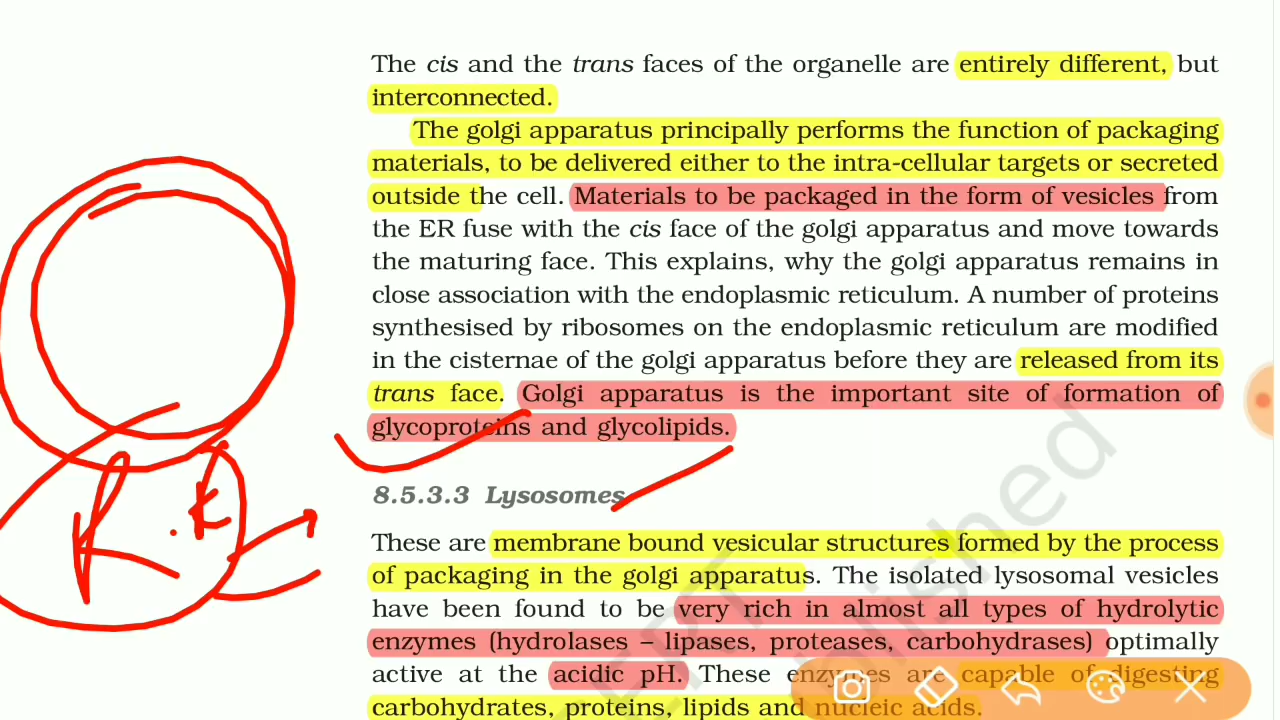 The cis and the trans faces of the organelle are entirely different, but
interconnected.
The golgi apparatus principally performs the function of packaging
materials, to be delivered either to the intra-cellular targets or secreted
outside the cell. Materials to be packaged in the form of vesicles from
the ER fuse with the cis face of the golgi apparatus and move towards
the maturing face. This explains, why the golgi apparatus remains in
close association with the endoplasmic reticulum. A number of proteins
synthesised by ribosomes on the endoplasmic reticulum are modified
in the cisternae of the golgi apparatus before they are released from its
trans face. Golgi apparatus is the important site of formation of
glycoproteins and glycolipids.
K.K
8.5.3.3 Lysosomes
These are membrane bound vesicular structures formed by the process
of packaging in the golgi apparatus. The isolated lysosomal vesicles
have been found to be very rich in almost all types of hydrolytic
enzymes (hydrolases – lipases, proteases, carbohydrases) optimally
active at the acidic pH. These enzymes are capable of digesting
carbohydrates, proteins, lipids and nucleic acids.